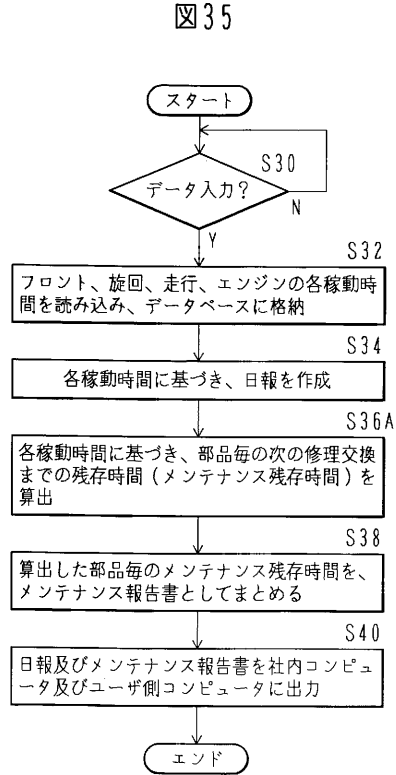 図35
スタート
S30
データ入力?
N
Y
S32
フロント、旋回、走行、エンジンの各稼動時
間を読み込み、データベースに格納
S34
各稼動時間に基づき、日報を作成
S36A
各稼動時間に基づき、部品毎の次の修理交換
までの残存時間(メンテナンス残存時間)を
算出
S38
算出した部品毎のメンテナンス残存時間を、
メンテナンス報告書としてまとめる
S40
日報及びメンテナンス報告書を社内コンピュ
ータ及びユーザ側コンピュータに出力
エンド